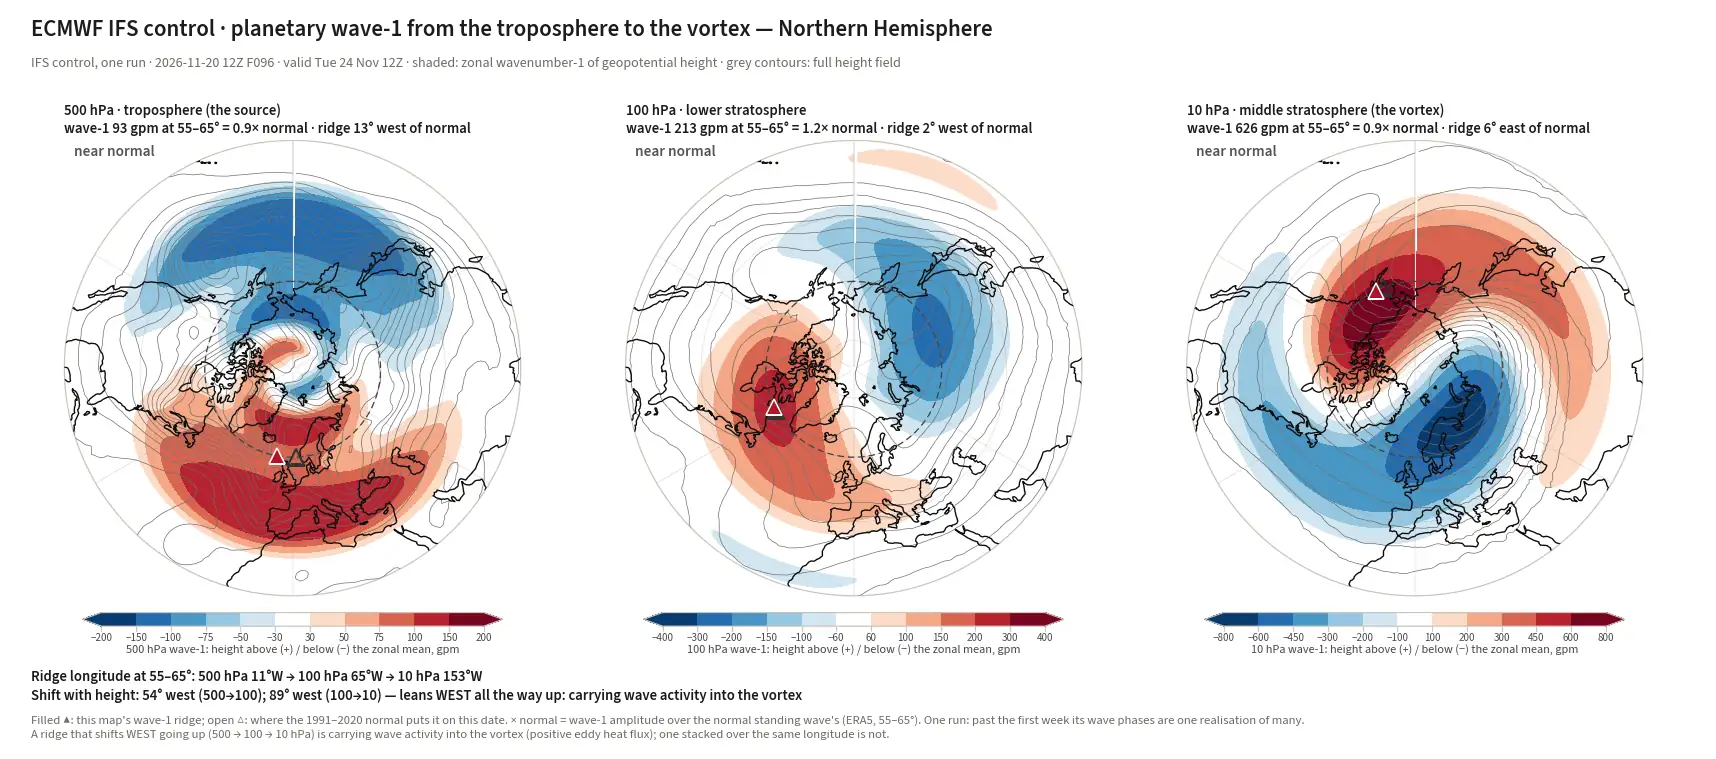 ECMWF IFS control · planetary wave-1 from the troposphere to the vortex — Northern Hemisphere
IFS control, one run · 2026-11-20 12Z F096 · valid Tue 24 Nov 12Z · shaded: zonal wavenumber-1 of geopotential height · grey contours: full height field
500 hPa · troposphere (the source)
wave-1 93 gpm at 55–65° = 0.9× normal · ridge 13° west of normal
near normal
100 hPa · lower stratosphere
wave-1 213 gpm at 55–65° = 1.2× normal · ridge 2° west of normal
near normal
10 hPa · middle stratosphere (the vortex)
wave-1 626 gpm at 55–65° = 0.9× normal · ridge 6° east of normal
near normal
−200 −150 −100 −75 −50 −30 30 50 75 100 150 200
500 hPa wave-1: height above (+) / below (−) the zonal mean, gpm
−400 −300 −200 −150 −100 −60 60 100 150 200 300 400
100 hPa wave-1: height above (+) / below (−) the zonal mean, gpm
−800 −600 −450 −300 −200 −100 100 200 300 450 600 800
10 hPa wave-1: height above (+) / below (−) the zonal mean, gpm
Ridge longitude at 55–65°: 500 hPa 11°W → 100 hPa 65°W → 10 hPa 153°W
Shift with height: 54° west (500→100); 89° west (100→10) — leans WEST all the way up: carrying wave activity into the vortex
Filled ▲: this map's wave-1 ridge; open △: where the 1991–2020 normal puts it on this date. × normal = wave-1 amplitude over the normal standing wave's (ERA5, 55–65°). One run: past the first week its wave phases are one realisation of many.
A ridge that shifts WEST going up (500 → 100 → 10 hPa) is carrying wave activity into the vortex (positive eddy heat flux); one stacked over the same longitude is not.